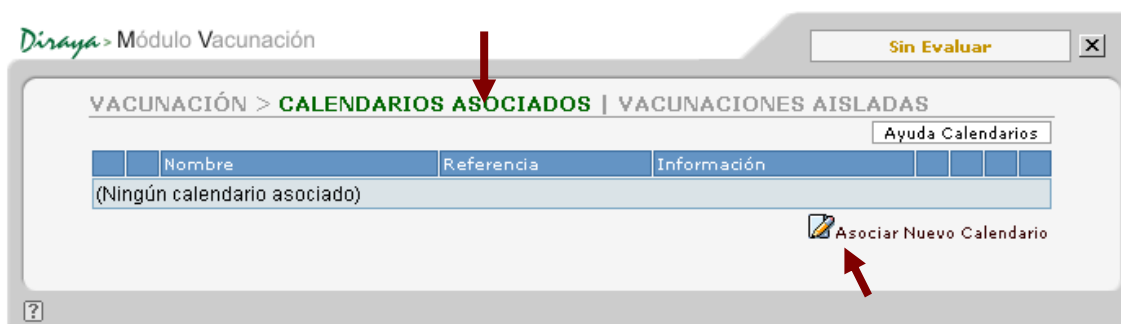 Diraya > Módulo Vacunación
Sin Evaluar
X
VACUNACIÓN > CALENDARIOS ASOCIADOS | VACUNACIONES AISLADAS
Ayuda Calendarios
Nombre Referencia Información
(Ningún calendario asociado)
Asociar Nuevo Calendario
?